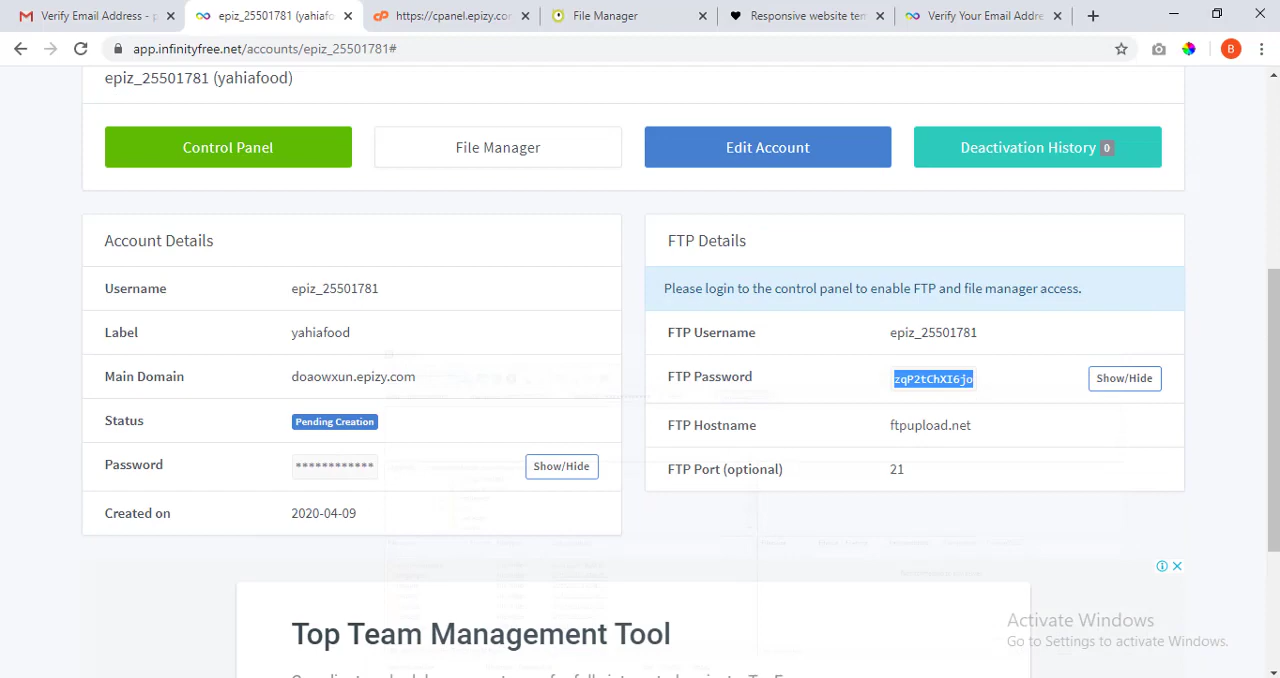 Verify Email Address - p
epiz_25501781 (yahiafo
https://cpanel.epizy.con
File Manager
Responsive website tem
Verify Your Email Addre
app.infinityfree.net/accounts/epiz_25501781#
B
epiz_25501781 (yahiafood)
Control Panel
File Manager
Edit Account
Deactivation History 0
Account Details
Username epiz_25501781
Label yahiafood
Main Domain doaowxun.epizy.com
Status Pending Creation
Password ************ Show/Hide
Created on 2020-04-09
FTP Details
Please login to the control panel to enable FTP and file manager access.
FTP Username epiz_25501781
FTP Password zqP2tChXI6jo Show/Hide
FTP Hostname ftpupload.net
FTP Port (optional) 21
Top Team Management Tool
Activate Windows
Go to Settings to activate Windows.